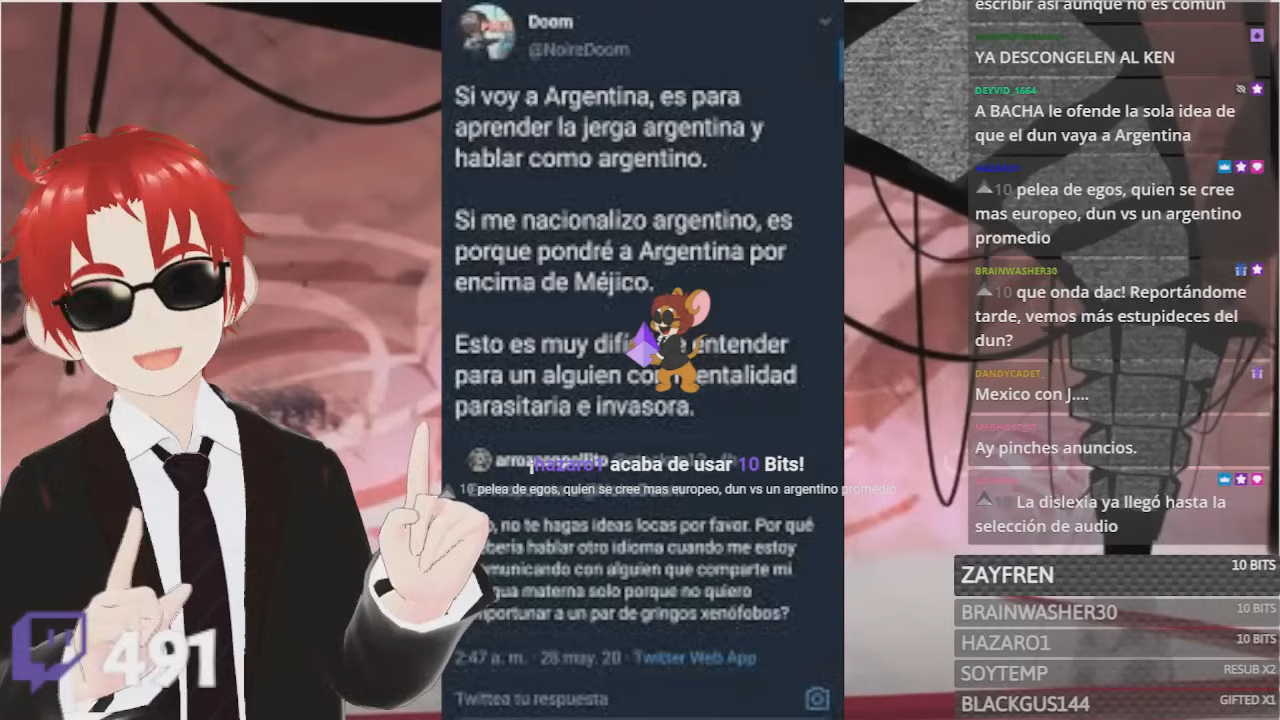 Doom
@NoireDoom
Si voy a Argentina, es para
aprender la jerga argentina y
hablar como argentino.
Si me nacionalizo argentino, es
porque pondré a Argentina por
encima de Méjico.
Esto es muy entender
para un alguien mentalidad
parasitaria e invasora.
¡hazaro1 acaba de usar 10 Bits!
10 pelea de egos, quien se cree mas europeo, dun vs un argentino promedio
no te hagas ideas locas por favor. Por qué
hablar otro idioma cuando me estoy
con alguien que comparte mi
materna solo porque no quiero
a un par de gringos xenófobos?
2:47 a. m. · 28 may. 20 · Twitter Web App
Twittea tu respuesta
491
escribir así aunque no es común
YA DESCONGELEN AL KEN
DEYVID_1664
A BACHA le ofende la sola idea de
que el dun vaya a Argentina
10 pelea de egos, quien se cree
mas europeo, dun vs un argentino
promedio
BRAINWASHER30
10 que onda dac! Reportándome
tarde, vemos más estupideces del
dun?
DANDYCADET
Mexico con J....
Ay pinches anuncios.
10 La dislexia ya llegó hasta la
selección de audio
ZAYFREN 10 BITS
BRAINWASHER30 10 BITS
HAZARO1 10 BITS
SOYTEMP RESUB X2
BLACKGUS144 GIFTED X1